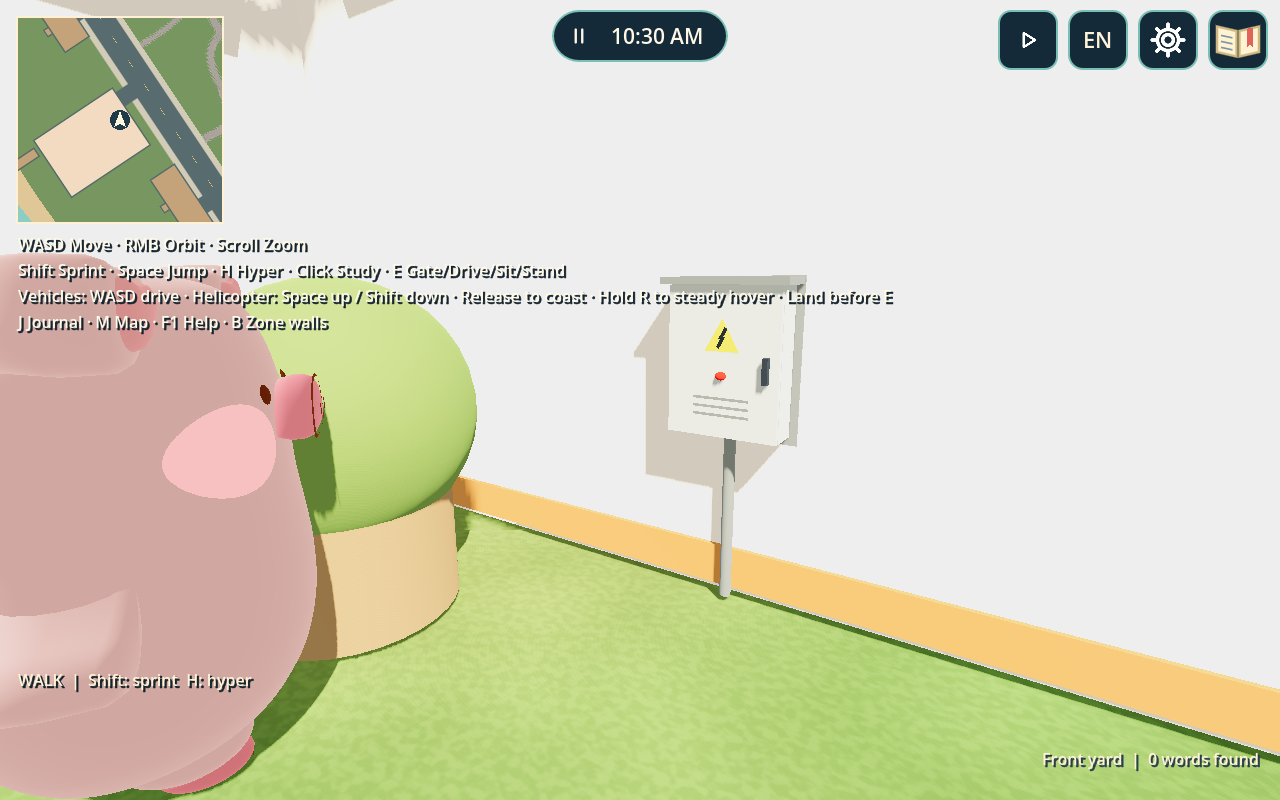 10:30 AM
EN
WASD Move · RMB Orbit · Scroll Zoom
Shift Sprint · Space Jump · H Hyper · Click Study · E Gate/Drive/Sit/Stand
Vehicles: WASD drive · Helicopter: Space up / Shift down · Release to coast · Hold R to steady hover · Land before E
J Journal · M Map · F1 Help · B Zone walls
WALK | Shift: sprint H: hyper
Front yard | 0 words found